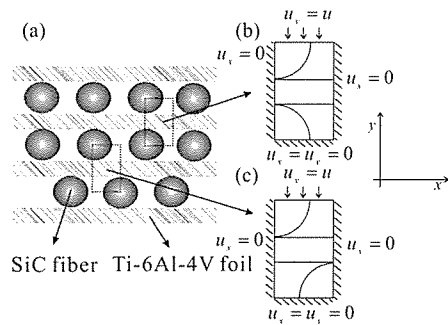 (a)
(b)
u_y = u
u_x = 0
u_x = 0
u_x = u_y = 0
y
x
(c)
u_y = u
u_x = 0
u_x = 0
u_x = u_y = 0
SiC fiber
Ti-6Al-4V foil